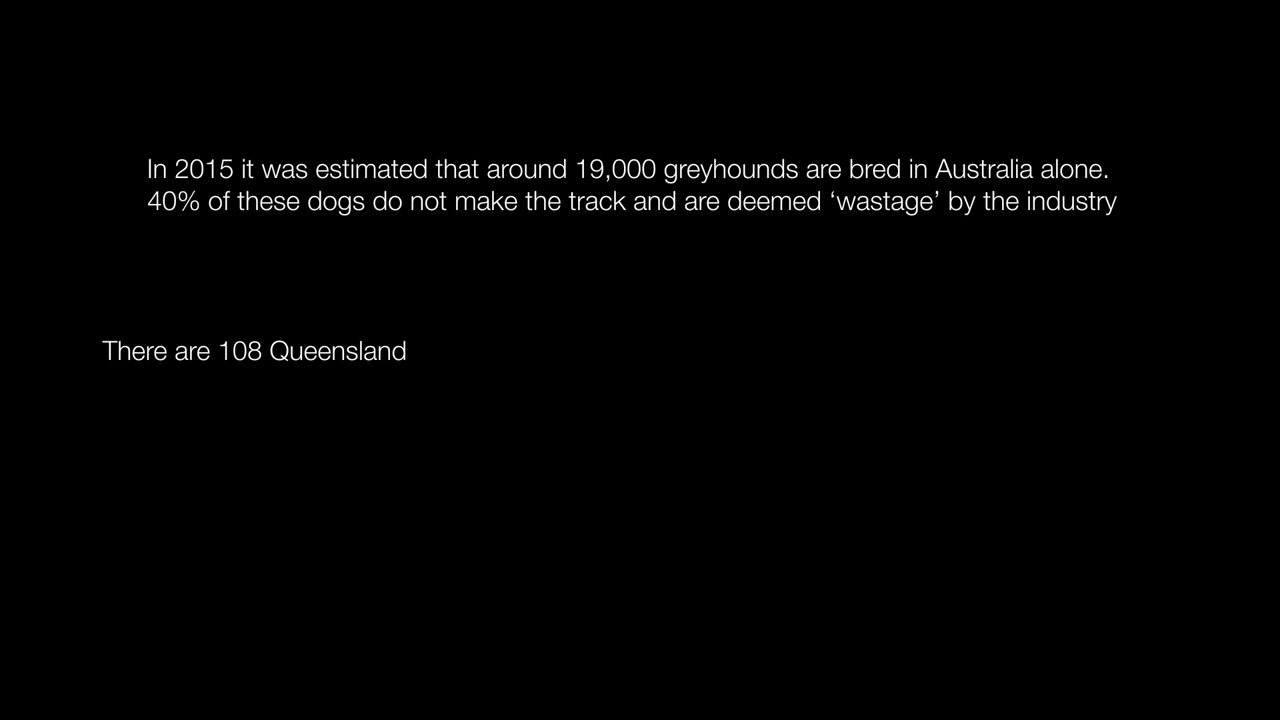 In 2015 it was estimated that around 19,000 greyhounds are bred in Australia alone.
40% of these dogs do not make the track and are deemed ‘wastage’ by the industry
There are 108 Queensland